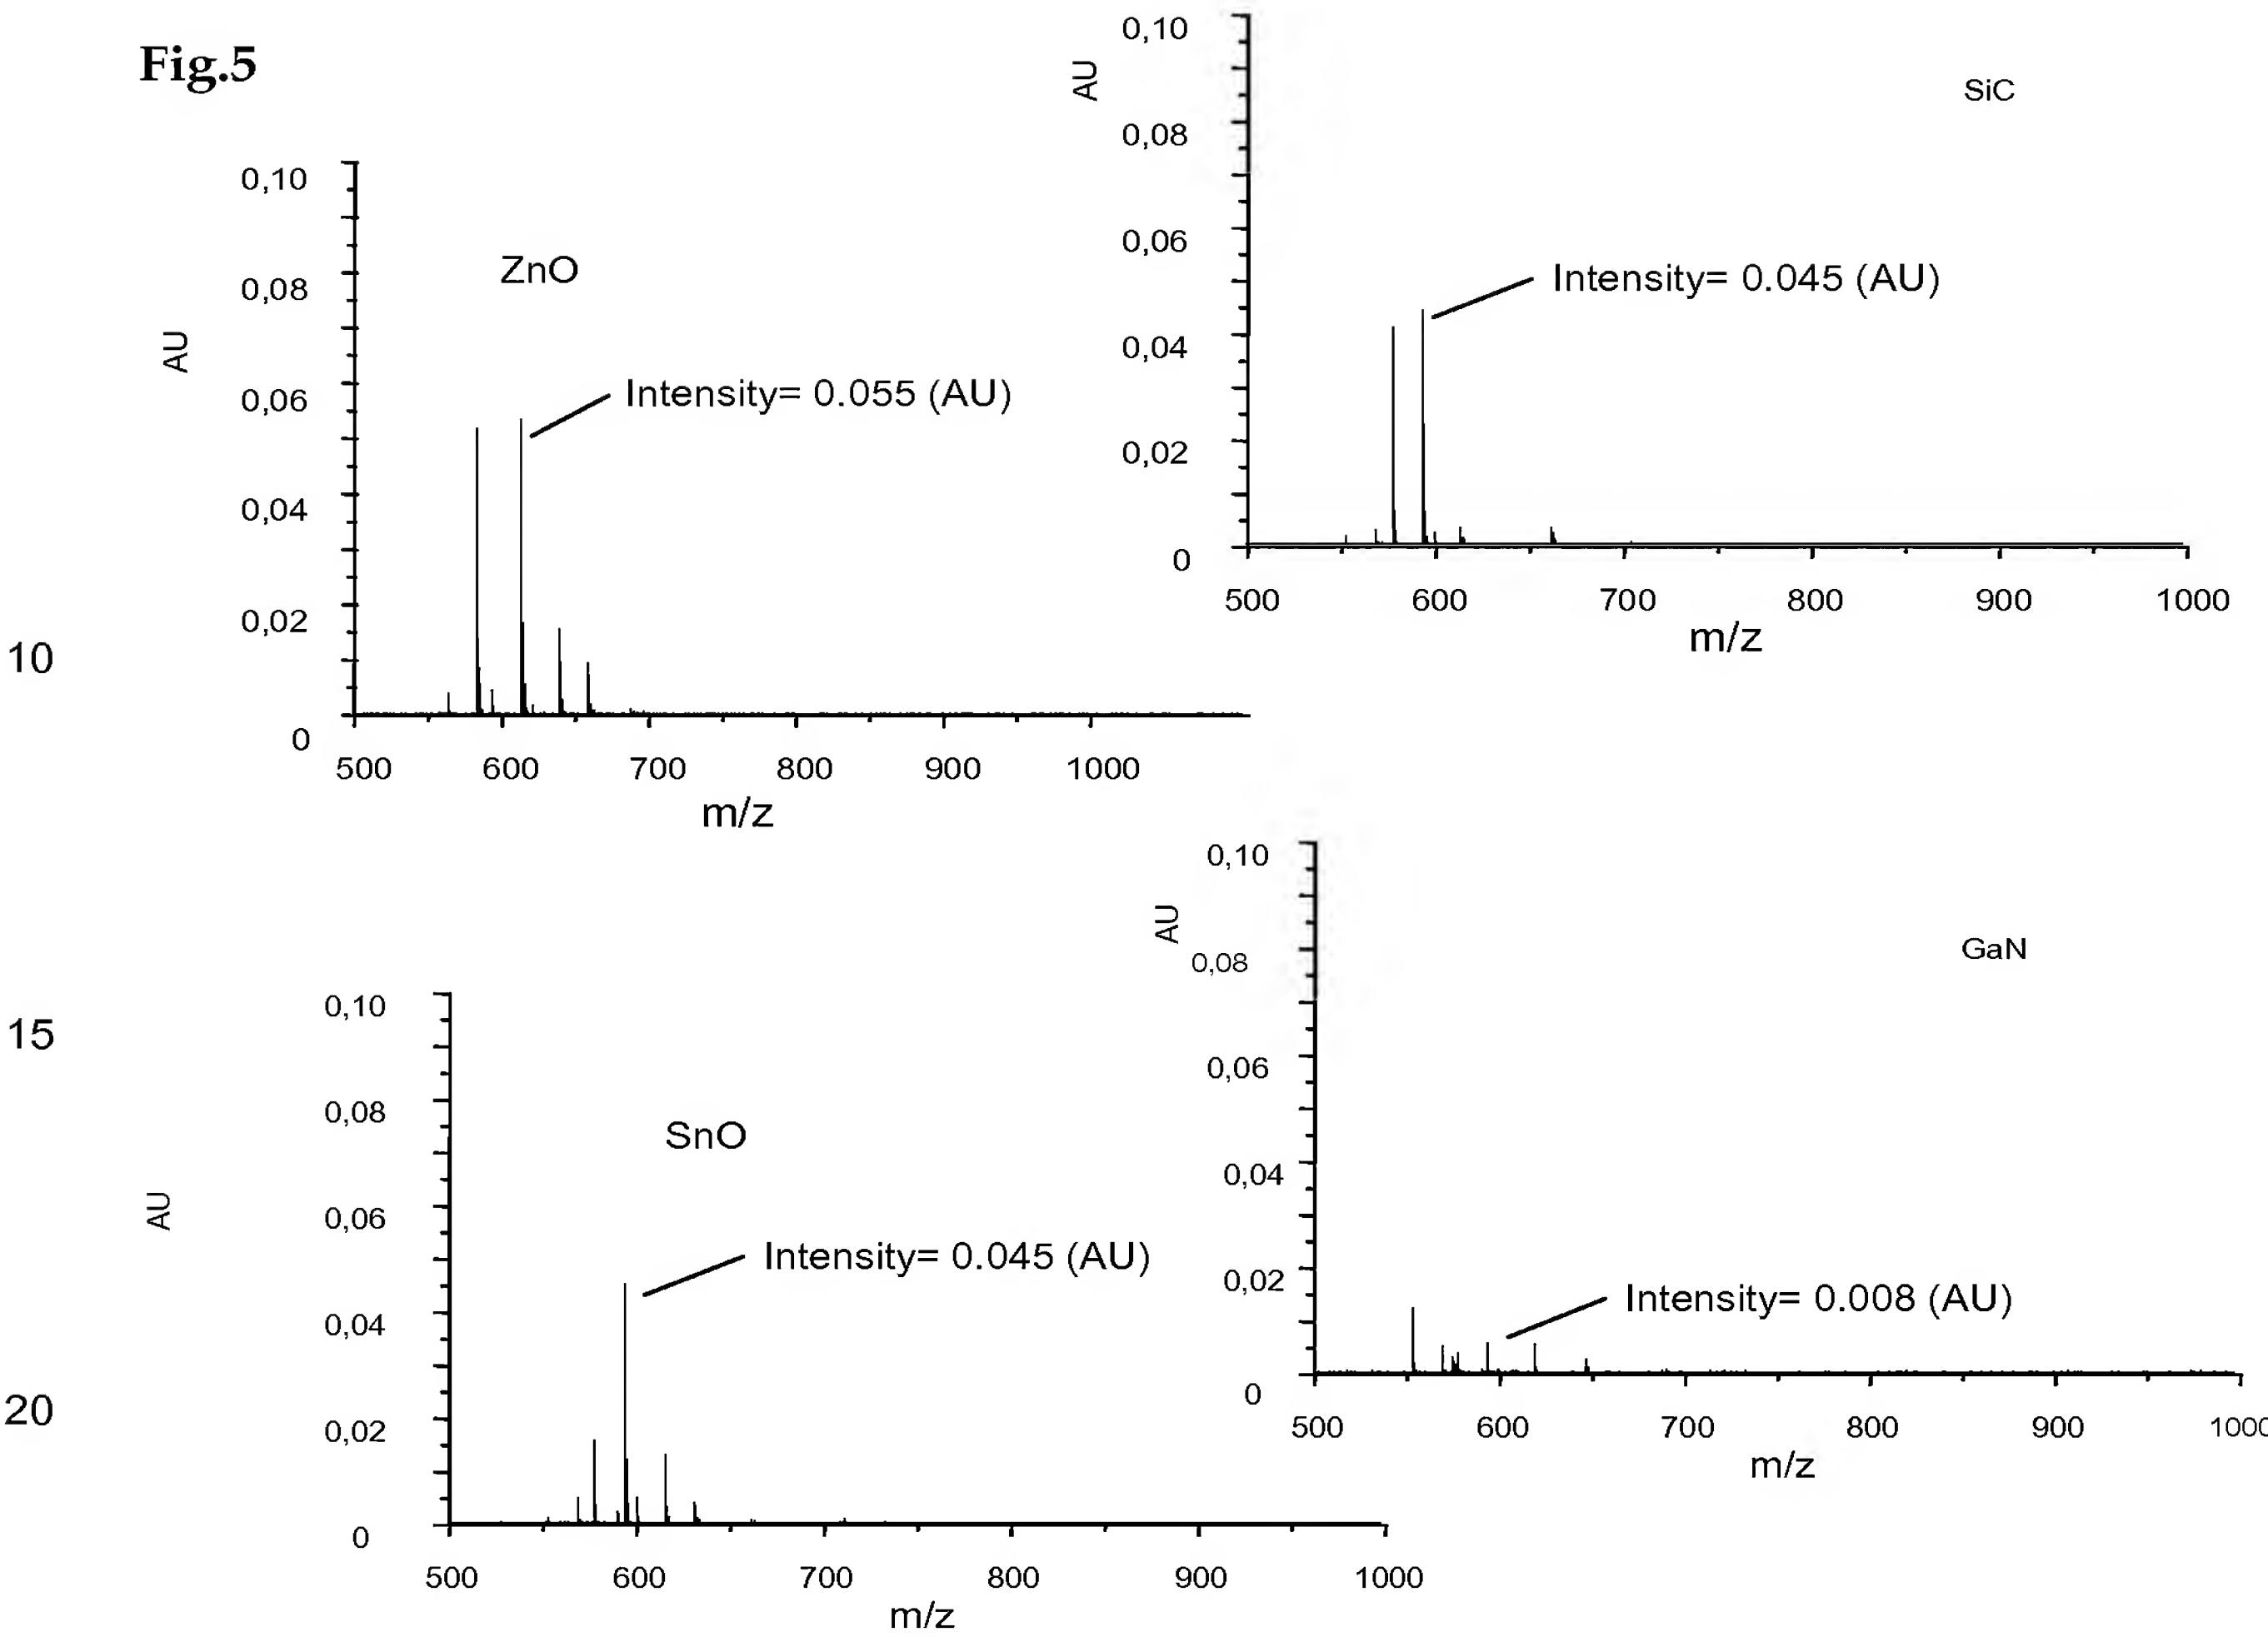 Fig.5
0,10
0,08
0,06
0,04
0,02
0
AU
ZnO
Intensity= 0.055 (AU)
500 600 700 800 900 1000
m/z
0,10
0,08
0,06
0,04
0,02
0
AU
SiC
Intensity= 0.045 (AU)
500 600 700 800 900 1000
m/z
10
15
20
0,10
0,08
0,06
0,04
0,02
0
AU
SnO
Intensity= 0.045 (AU)
500 600 700 800 900 1000
m/z
0,10
0,08
0,06
0,04
0,02
0
AU
GaN
Intensity= 0.008 (AU)
500 600 700 800 900 1000
m/z